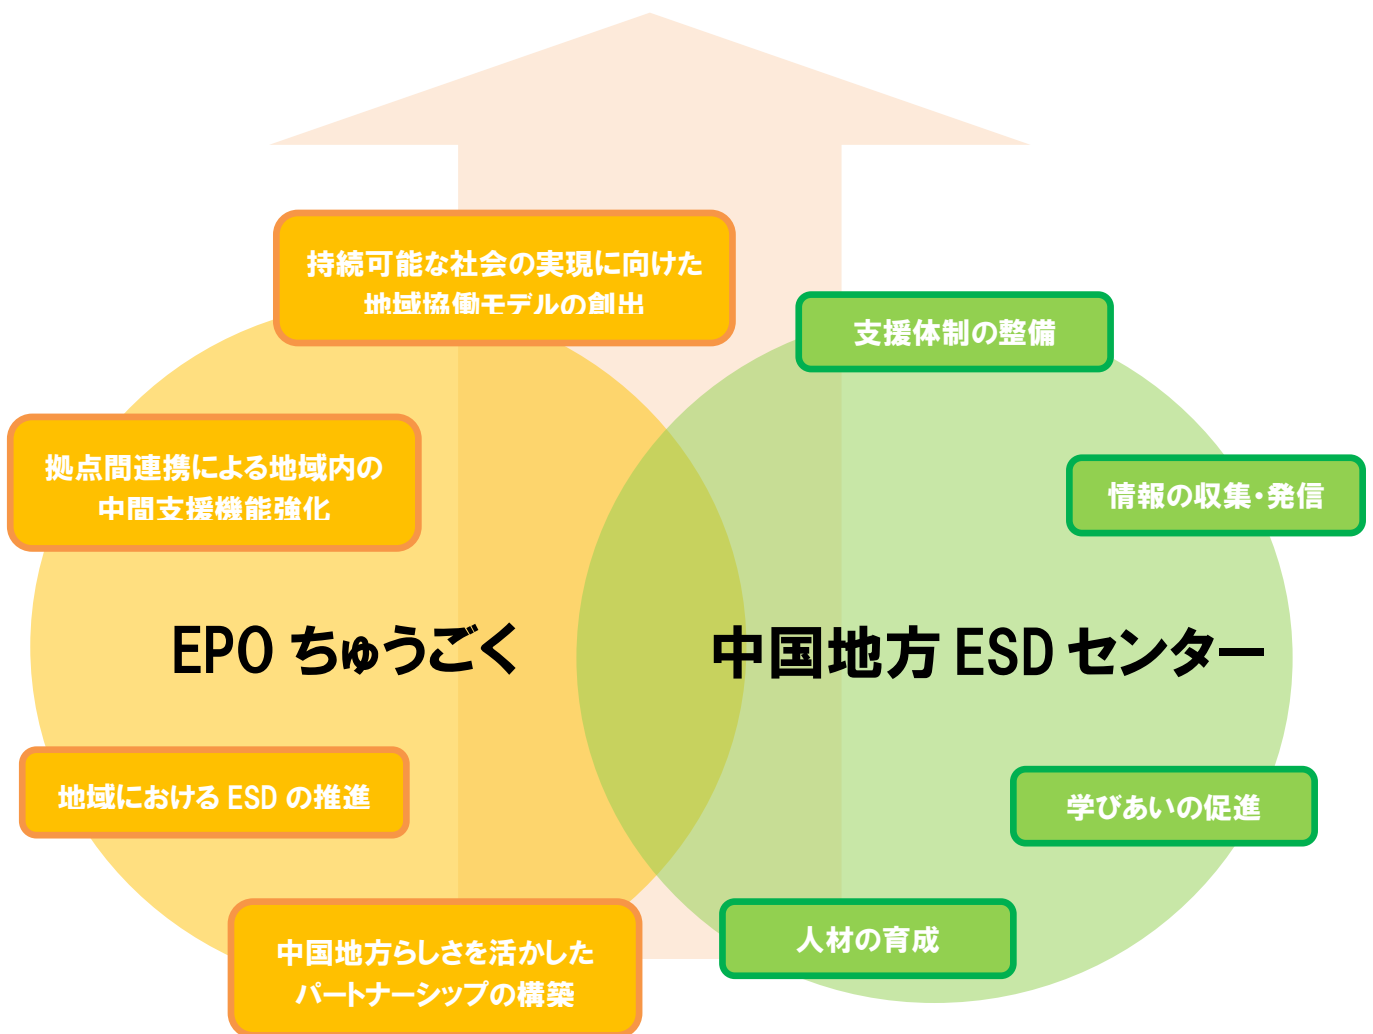 持続可能な社会の実現に向けた
地域協働モデルの創出
支援体制の整備
拠点間連携による地域内の
中間支援機能強化
情報の収集・発信
EPO ちゅうごく
中国地方 ESD センター
地域における ESD の推進
学びあいの促進
中国地方らしさを活かした
パートナーシップの構築
人材の育成